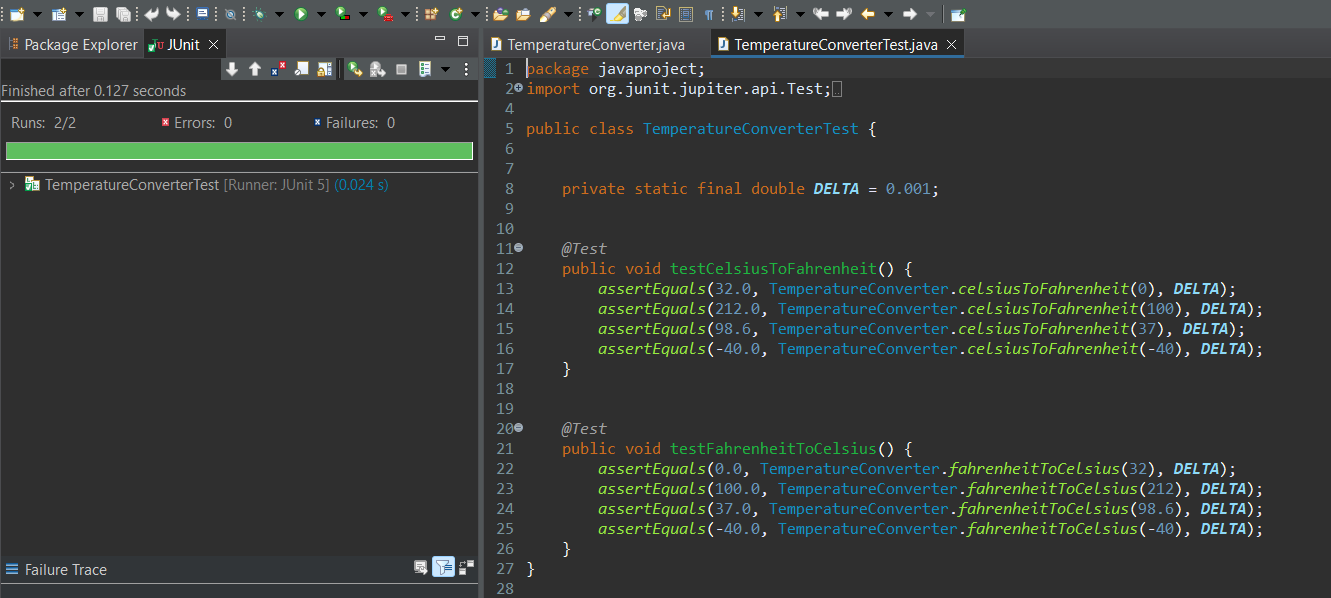 Package Explorer JUnit
Finished after 0.127 seconds
Runs: 2/2 Errors: 0 Failures: 0
TemperatureConverterTest [Runner: JUnit 5] (0.024 s)
Failure Trace
TemperatureConverter.java TemperatureConverterTest.java
1 package javaproject;
2 import org.junit.jupiter.api.Test;
4
5 public class TemperatureConverterTest {
6
7
8 private static final double DELTA = 0.001;
9
10
11 @Test
12 public void testCelsiusToFahrenheit() {
13 assertEquals(32.0, TemperatureConverter.celsiusToFahrenheit(0), DELTA);
14 assertEquals(212.0, TemperatureConverter.celsiusToFahrenheit(100), DELTA);
15 assertEquals(98.6, TemperatureConverter.celsiusToFahrenheit(37), DELTA);
16 assertEquals(-40.0, TemperatureConverter.celsiusToFahrenheit(-40), DELTA);
17 }
18
19
20 @Test
21 public void testFahrenheitToCelsius() {
22 assertEquals(0.0, TemperatureConverter.fahrenheitToCelsius(32), DELTA);
23 assertEquals(100.0, TemperatureConverter.fahrenheitToCelsius(212), DELTA);
24 assertEquals(37.0, TemperatureConverter.fahrenheitToCelsius(98.6), DELTA);
25 assertEquals(-40.0, TemperatureConverter.fahrenheitToCelsius(-40), DELTA);
26 }
27 }
28